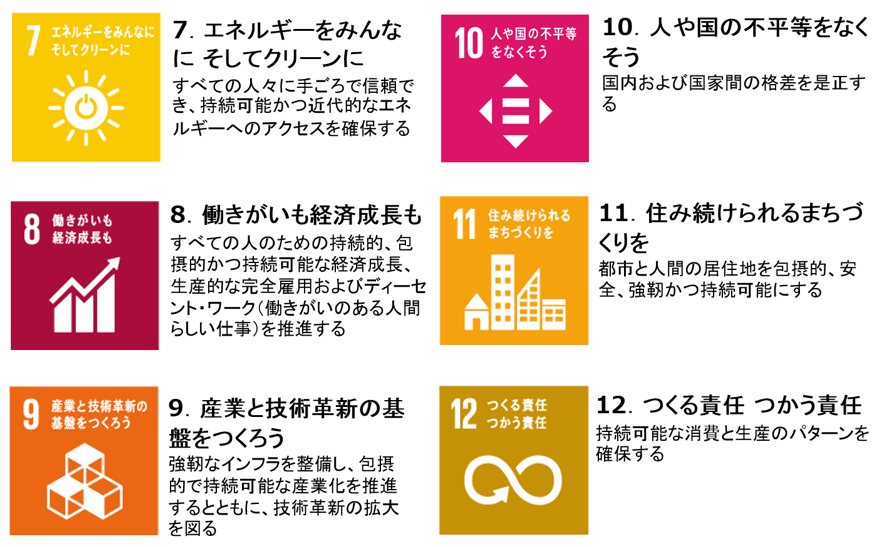 7 エネルギーをみんなに
そしてクリーンに
7. エネルギーをみんな
に そしてクリーンに
すべての人々に手ごろで信頼で
き、持続可能かつ近代的なエネ
ルギーへのアクセスを確保する
8 働きがいも
経済成長も
8. 働きがいも経済成長も
すべての人のための持続的、包
摂的かつ持続可能な経済成長、
生産的な完全雇用およびディーセ
ント・ワーク(働きがいのある人間
らしい仕事)を推進する
9 産業と技術革新の
基盤をつくろう
9. 産業と技術革新の基
盤をつくろう
強靭なインフラを整備し、包摂
的で持続可能な産業化を推進
するとともに、技術革新の拡大
を図る
10 人や国の不平等
をなくそう
10. 人や国の不平等をなく
そう
国内および国家間の格差を是正す
る
11 住み続けられる
まちづくりを
11. 住み続けられるまちづ
くりを
都市と人間の居住地を包摂的、安
全、強靭かつ持続可能にする
12 つくる責任
つかう責任
12. つくる責任 つかう責任
持続可能な消費と生産のパターンを
確保する